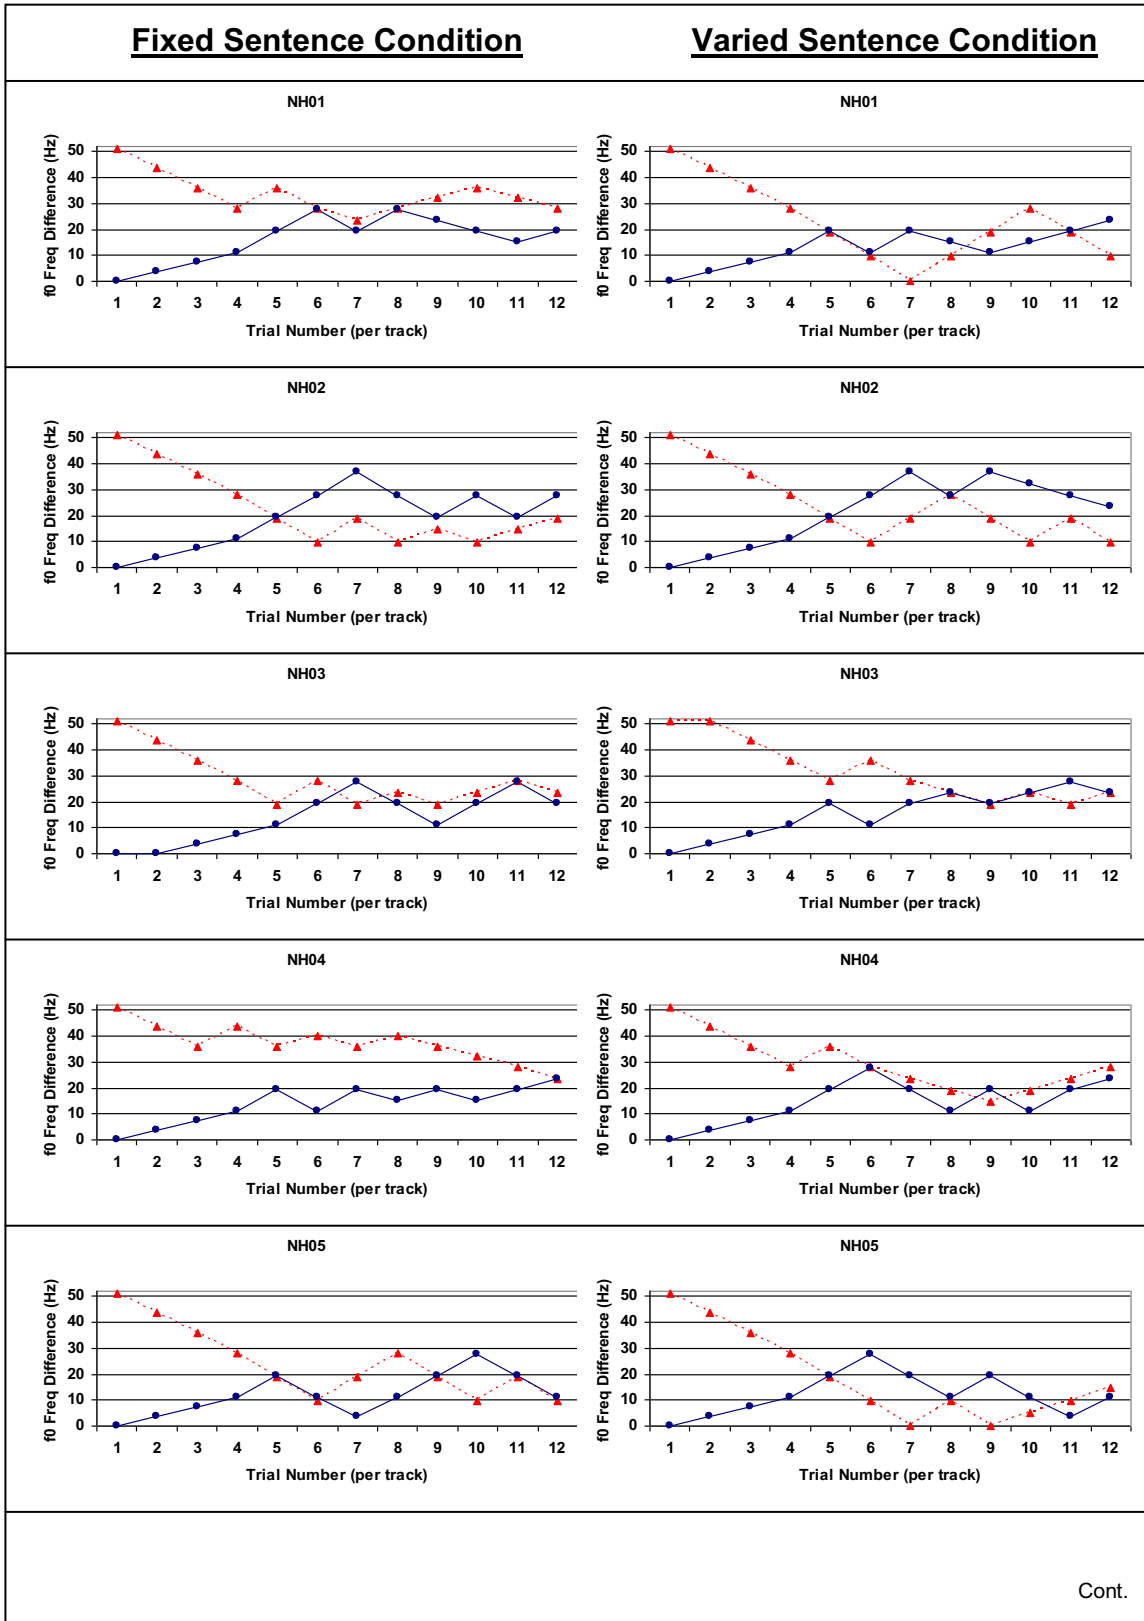 Fixed Sentence Condition
Varied Sentence Condition
NH01
f0 Freq Difference (Hz)
50
40
30
20
10
0
1 2 3 4 5 6 7 8 9 10 11 12
Trial Number (per track)
NH01
f0 Freq Difference (Hz)
50
40
30
20
10
0
1 2 3 4 5 6 7 8 9 10 11 12
Trial Number (per track)
NH02
f0 Freq Difference (Hz)
50
40
30
20
10
0
1 2 3 4 5 6 7 8 9 10 11 12
Trial Number (per track)
NH02
f0 Freq Difference (Hz)
50
40
30
20
10
0
1 2 3 4 5 6 7 8 9 10 11 12
Trial Number (per track)
NH03
f0 Freq Difference (Hz)
50
40
30
20
10
0
1 2 3 4 5 6 7 8 9 10 11 12
Trial Number (per track)
NH03
f0 Freq Difference (Hz)
50
40
30
20
10
0
1 2 3 4 5 6 7 8 9 10 11 12
Trial Number (per track)
NH04
f0 Freq Difference (Hz)
50
40
30
20
10
0
1 2 3 4 5 6 7 8 9 10 11 12
Trial Number (per track)
NH04
f0 Freq Difference (Hz)
50
40
30
20
10
0
1 2 3 4 5 6 7 8 9 10 11 12
Trial Number (per track)
NH05
f0 Freq Difference (Hz)
50
40
30
20
10
0
1 2 3 4 5 6 7 8 9 10 11 12
Trial Number (per track)
NH05
f0 Freq Difference (Hz)
50
40
30
20
10
0
1 2 3 4 5 6 7 8 9 10 11 12
Trial Number (per track)
Cont.